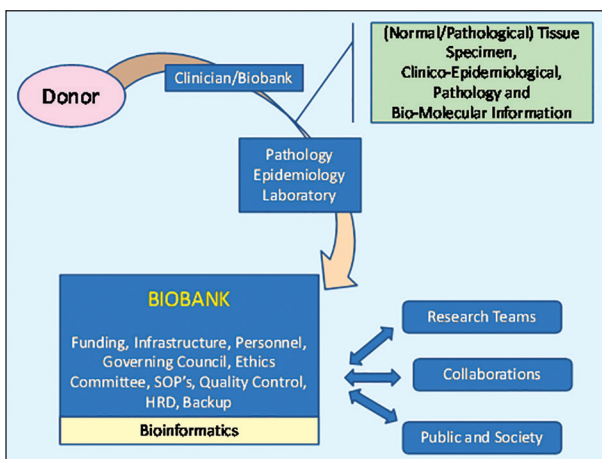 Donor
Clinician/Biobank
(Normal/Pathological) Tissue
Specimen,
Clinico-Epidemiological,
Pathology and
Bio-Molecular Information
Pathology
Epidemiology
Laboratory
BIOBANK
Funding, Infrastructure, Personnel,
Governing Council, Ethics
Committee, SOP's, Quality Control,
HRD, Backup
Bioinformatics
Research Teams
Collaborations
Public and Society